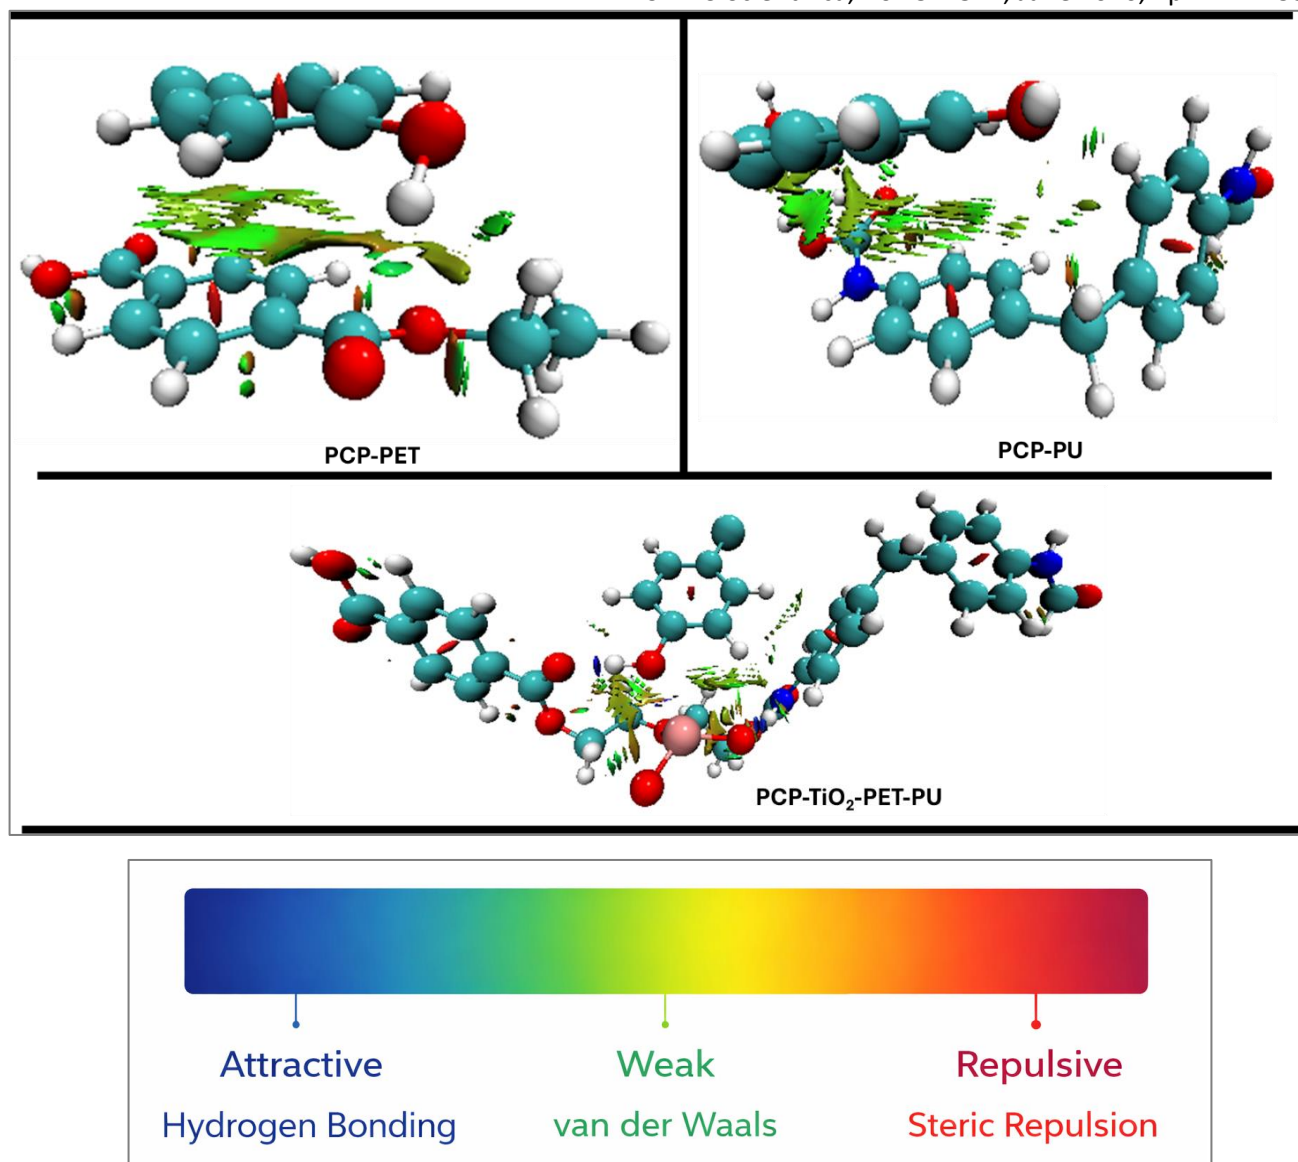 PCP-PET
PCP-PU
PCP-TiO₂-PET-PU
Attractive Weak Repulsive
Hydrogen Bonding van der Waals Steric Repulsion